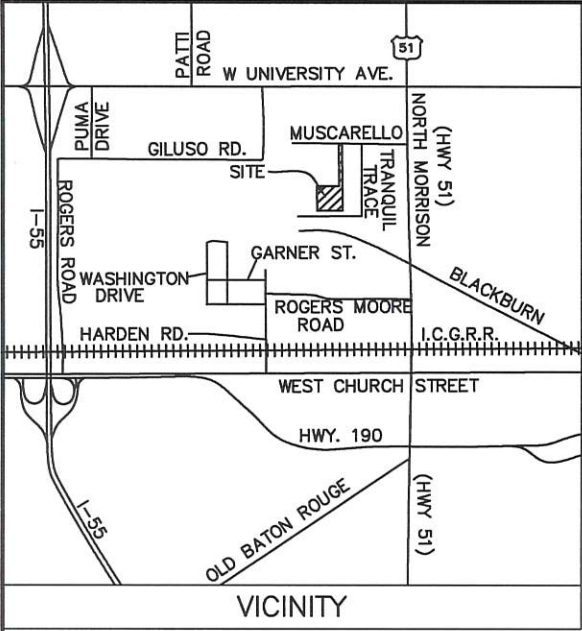 PATTI
ROAD
51
W UNIVERSITY AVE.
PUMA
DRIVE
MUSCARELLO
GILUSO RD.
SITE
TRANQUIL
TRACE
NORTH MORRISON
(HWY 51)
I-55
ROGERS ROAD
GARNER ST.
WASHINGTON
DRIVE
BLACKBURN
ROGERS MOORE
ROAD
HARDEN RD.
I.C.G.R.R.
WEST CHURCH STREET
HWY. 190
I-55
OLD BATON ROUGE
(HWY 51)
VICINITY